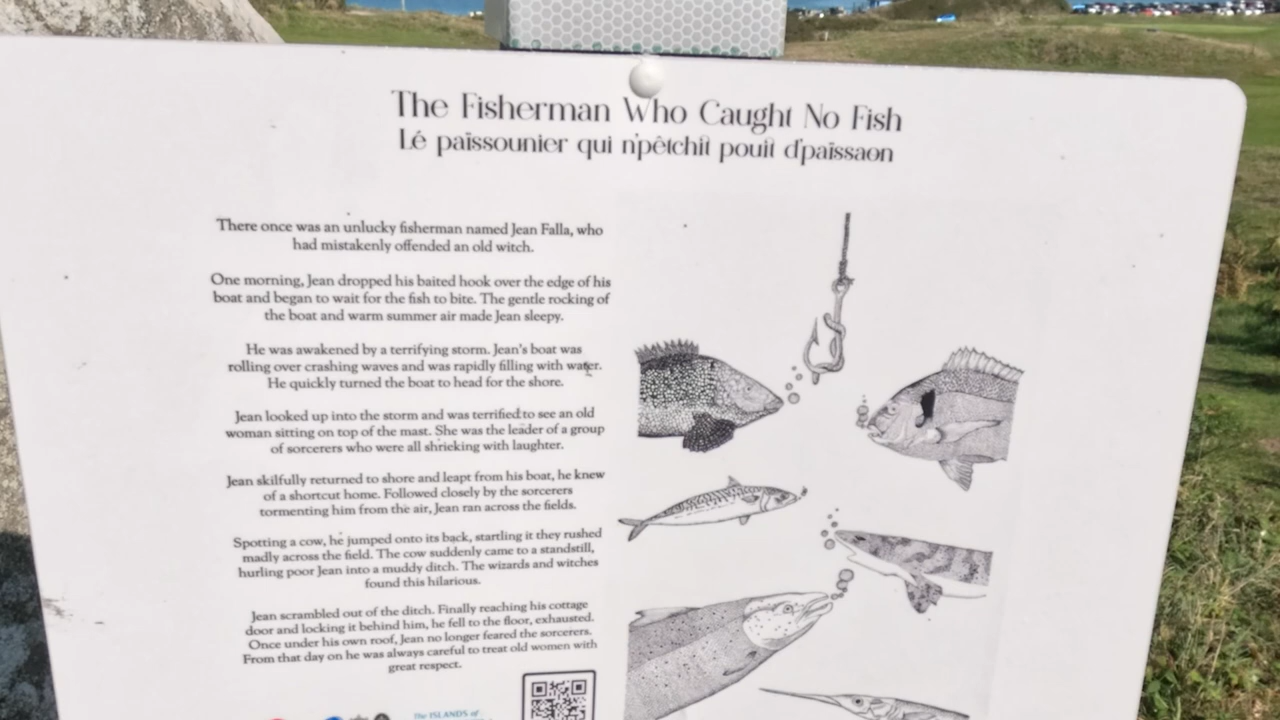 The Fisherman Who Caught No Fish
Lé païssounier qui n'pêtchit pouit d'païssaon
There once was an unlucky fisherman named Jean Falla, who
had mistakenly offended an old witch.
One morning, Jean dropped his baited hook over the edge of his
boat and began to wait for the fish to bite. The gentle rocking of
the boat and warm summer air made Jean sleepy.
He was awakened by a terrifying storm. Jean's boat was
rolling over crashing waves and was rapidly filling with water.
He quickly turned the boat to head for the shore.
Jean looked up into the storm and was terrified to see an old
woman sitting on top of the mast. She was the leader of a group
of sorcerers who were all shrieking with laughter.
Jean skilfully returned to shore and leapt from his boat, he knew
of a shortcut home. Followed closely by the sorcerers
tormenting him from the air, Jean ran across the fields.
Spotting a cow, he jumped onto its back, startling it they rushed
madly across the field. The cow suddenly came to a standstill,
hurling poor Jean into a muddy ditch. The wizards and witches
found this hilarious.
Jean scrambled out of the ditch. Finally reaching his cottage
door and locking it behind him, he fell to the floor, exhausted.
Once under his own roof, Jean no longer feared the sorcerers.
From that day on he was always careful to treat old women with
great respect.
The ISLANDS of